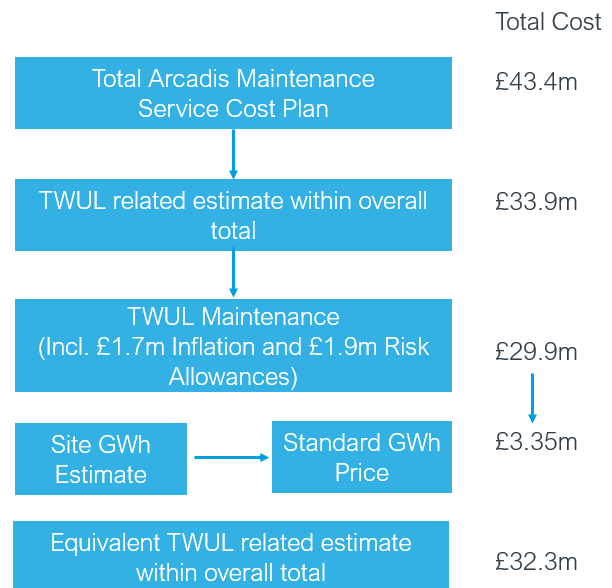 Total Cost
Total Arcadis Maintenance
Service Cost Plan
£43.4m
TWUL related estimate within overall
total
£33.9m
TWUL Maintenance
(Incl. £1.7m Inflation and £1.9m Risk
Allowances)
£29.9m
Site GWh
Estimate
Standard GWh
Price
£3.35m
Equivalent TWUL related estimate
within overall total
£32.3m